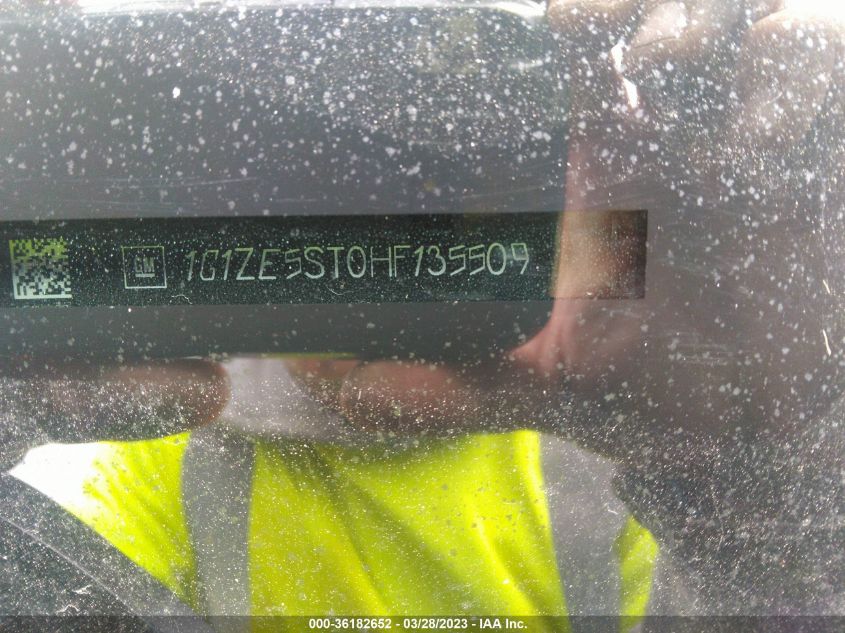 GM 1G1ZE5ST0HF135509
000-36182652 - 03/28/2023 - IAA Inc.